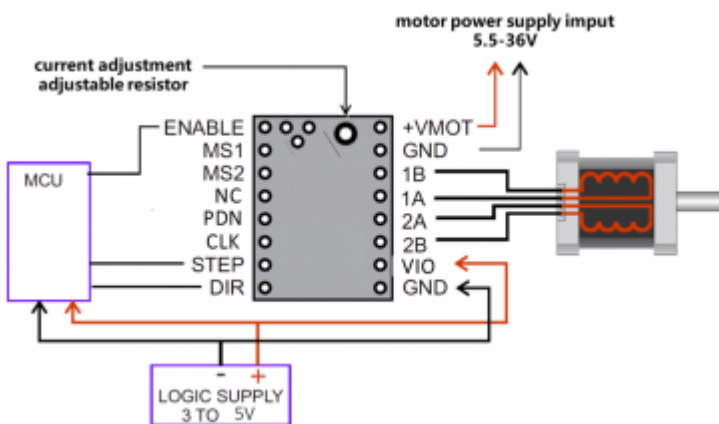 motor power supply imput
5.5-36V
current adjustment
adjustable resistor
ENABLE
MS1
MS2
NC
PDN
CLK
STEP
DIR
+VMOT
GND
1B
1A
2A
2B
VIO
GND
MCU
- +
LOGIC SUPPLY
3 TO 5V